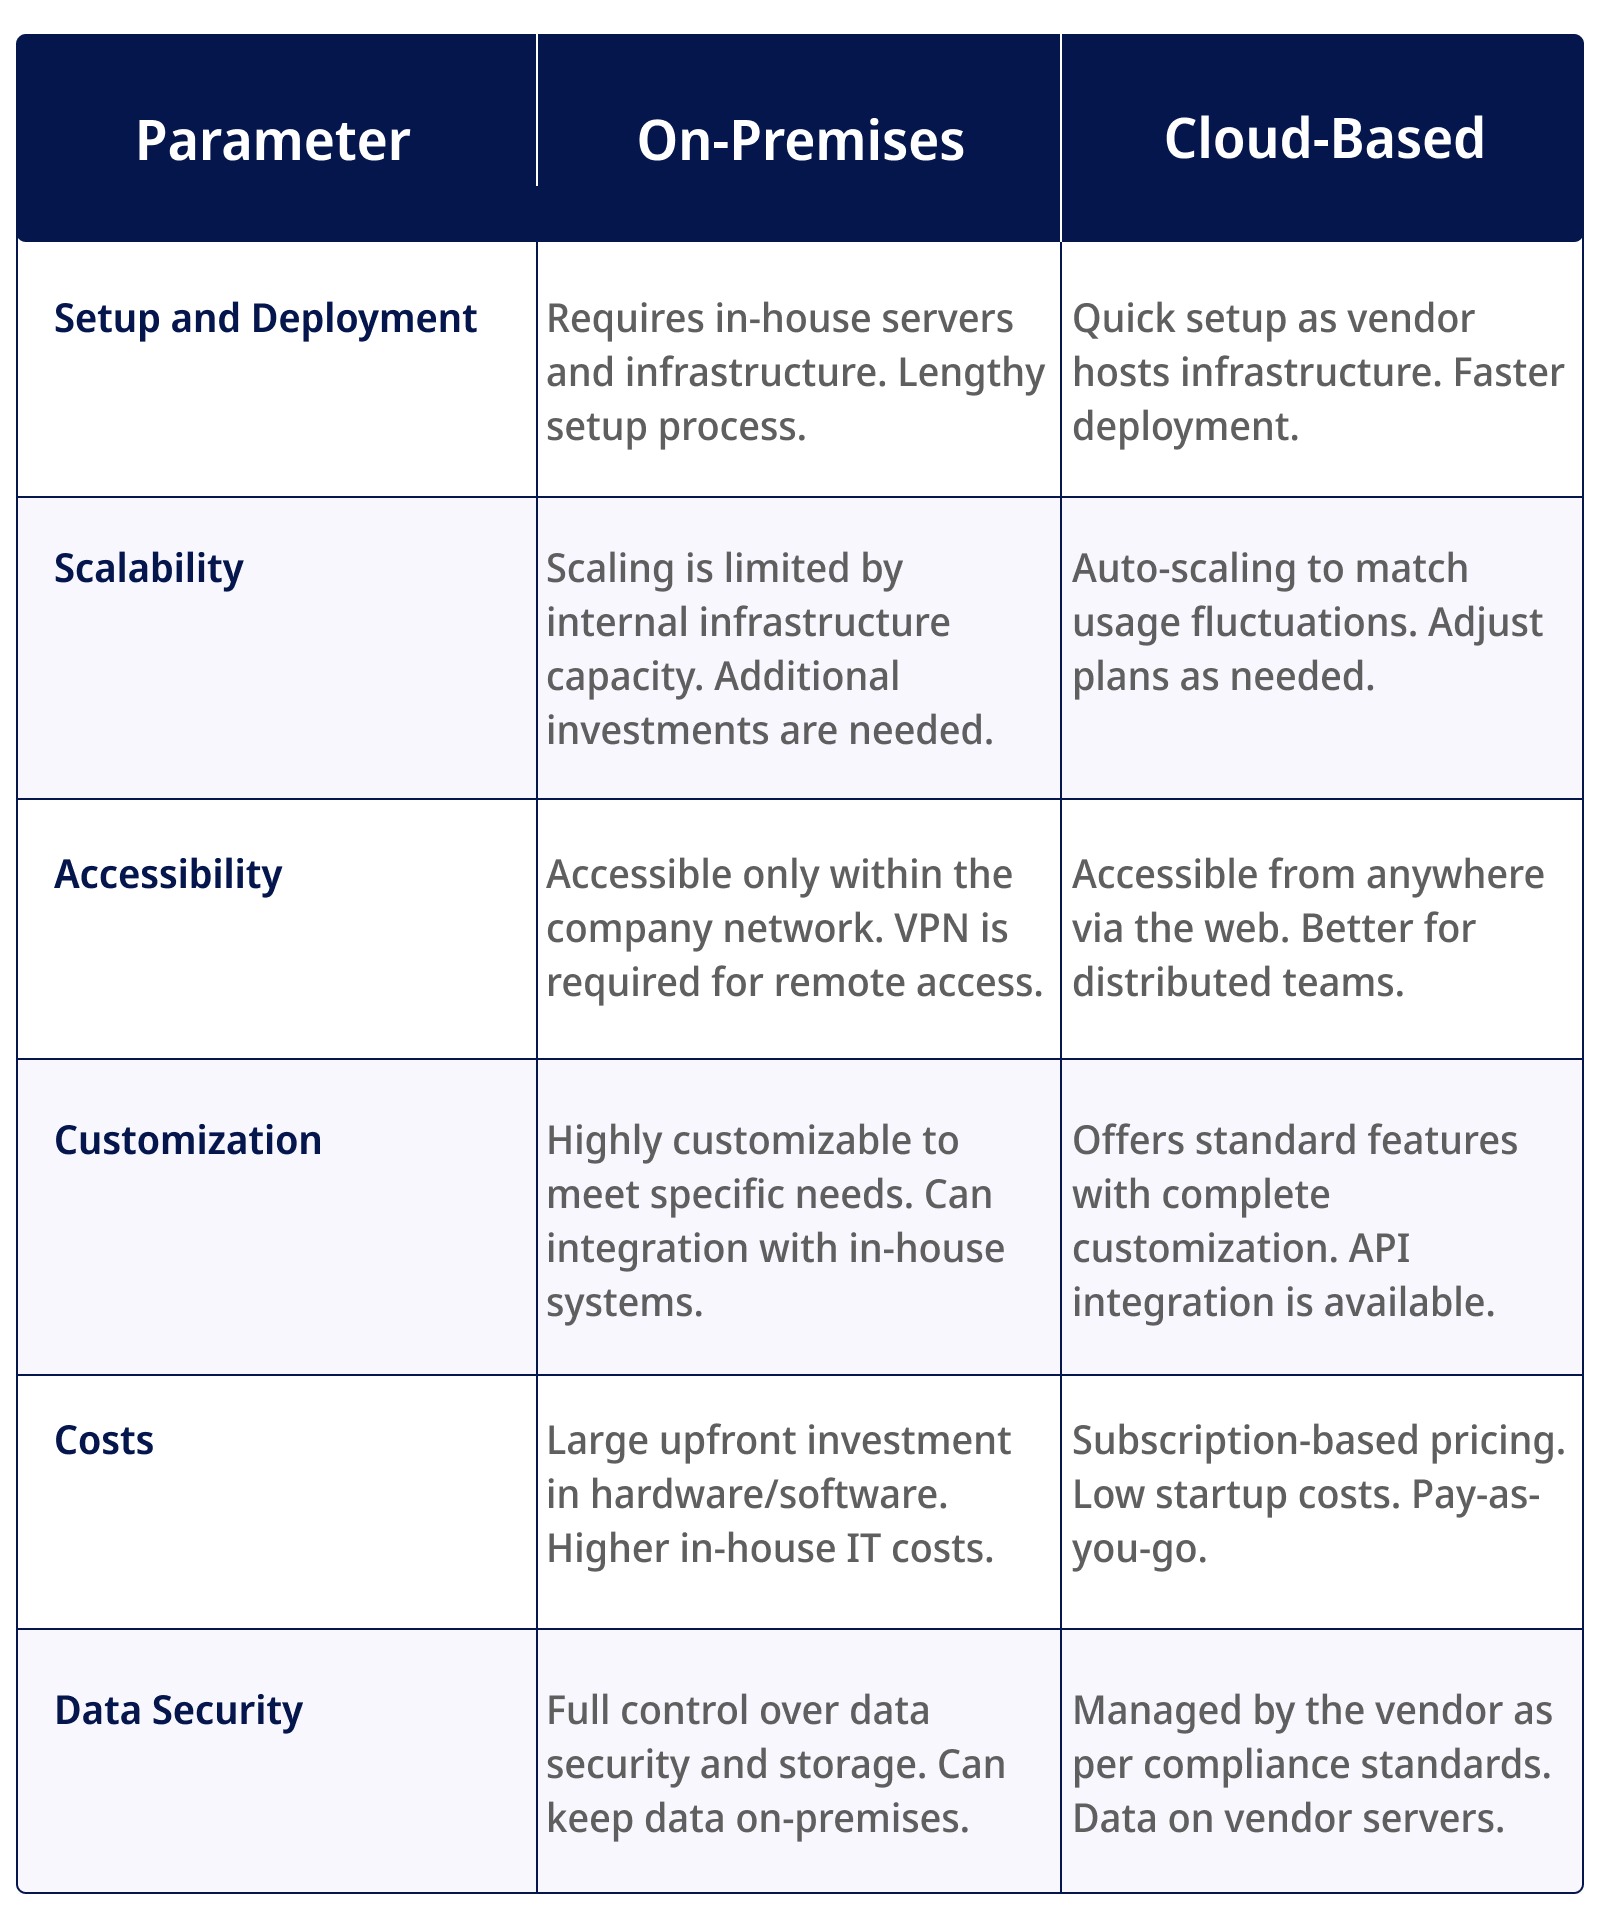 Parameter
On-Premises
Cloud-Based
Setup and Deployment
Requires in-house servers
and infrastructure. Lengthy
setup process.
Quick setup as vendor
hosts infrastructure. Faster
deployment.
Scalability
Scaling is limited by
internal infrastructure
capacity. Additional
investments are needed.
Auto-scaling to match
usage fluctuations. Adjust
plans as needed.
Accessibility
Accessible only within the
company network. VPN is
required for remote access.
Accessible from anywhere
via the web. Better for
distributed teams.
Customization
Highly customizable to
meet specific needs. Can
integration with in-house
systems.
Offers standard features
with complete
customization. API
integration is available.
Costs
Large upfront investment
in hardware/software.
Higher in-house IT costs.
Subscription-based pricing.
Low startup costs. Pay-as-
you-go.
Data Security
Full control over data
security and storage. Can
keep data on-premises.
Managed by the vendor as
per compliance standards.
Data on vendor servers.